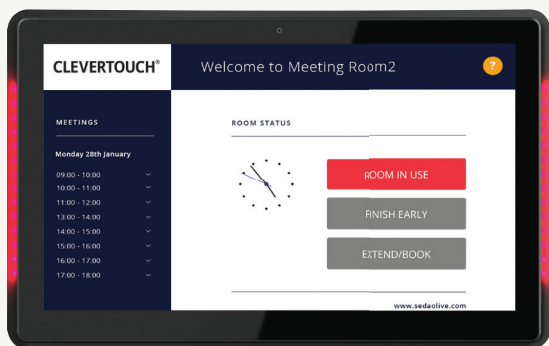 CLEVERTOUCH®
Welcome to Meeting Room2
?
MEETINGS
Monday 28th January
09:00 - 10:00
10:00 - 11:00
11:00 - 12:00
13:00 - 14:00
14:00 - 15:00
15:00 - 16:00
16:00 - 17:00
17:00 - 18:00
ROOM STATUS
ROOM IN USE
FINISH EARLY
EXTEND/BOOK
www.sedaolive.com